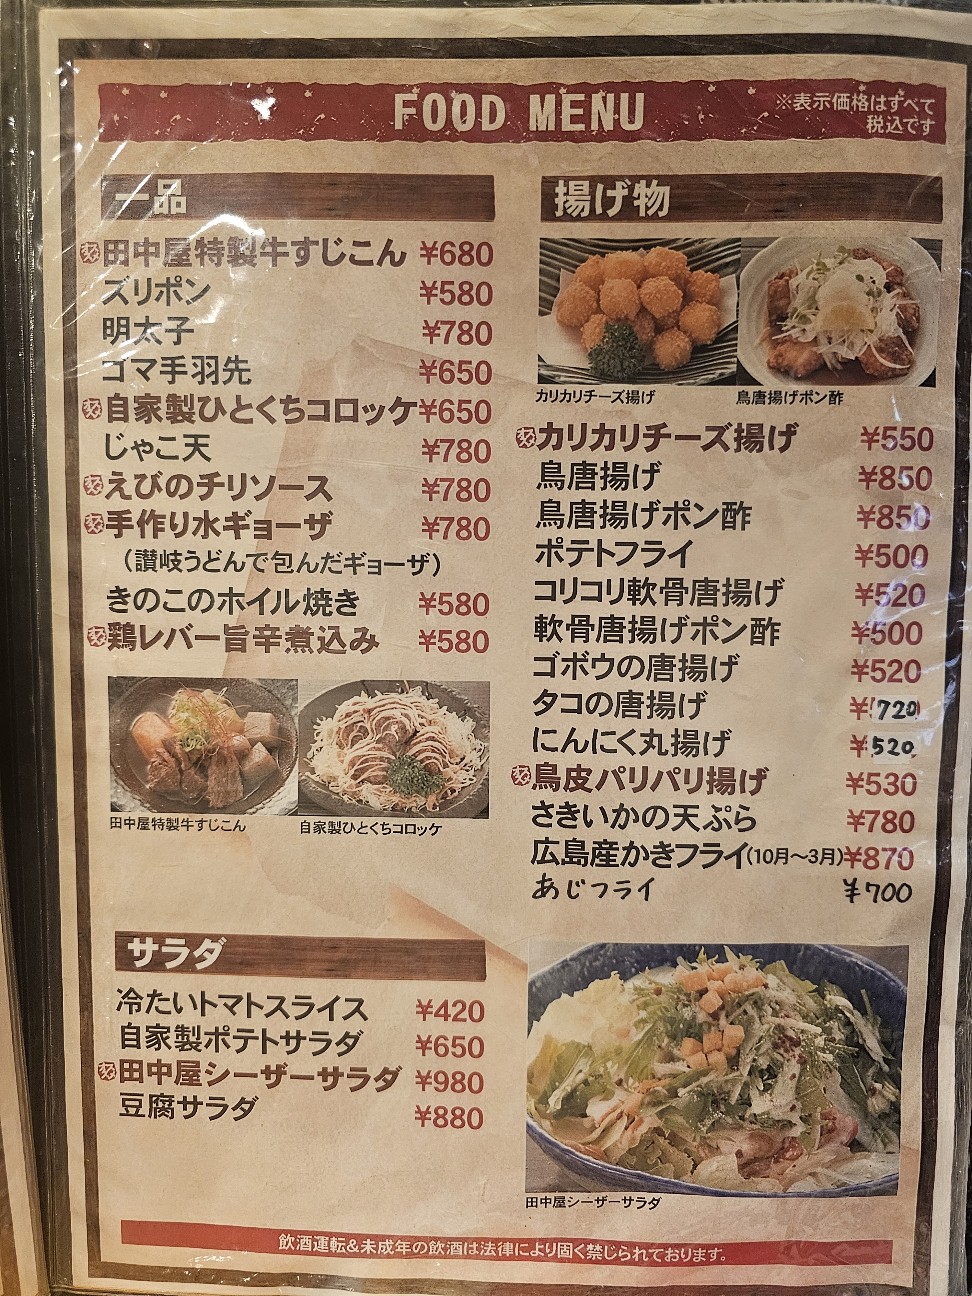 FOOD MENU
※表示価格はすべて
税込です
一品
田中屋特製牛すじこん ¥680
ズリポン ¥580
明太子 ¥780
ゴマ手羽先 ¥650
自家製ひとくちコロッケ ¥650
じゃこ天 ¥780
えびのチリソース ¥780
手作り水ギョーザ ¥780
（讃岐うどんで包んだギョーザ）
きのこのホイル焼き ¥580
鶏レバー旨辛煮込み ¥580
田中屋特製牛すじこん
自家製ひとくちコロッケ
サラダ
冷たいトマトスライス ¥420
自家製ポテトサラダ ¥650
田中屋シーザーサラダ ¥980
豆腐サラダ ¥880
揚げ物
カリカリチーズ揚げ
鳥唐揚げポン酢
カリカリチーズ揚げ ¥550
鳥唐揚げ ¥850
鳥唐揚げポン酢 ¥850
ポテトフライ ¥500
コリコリ軟骨唐揚げ ¥520
軟骨唐揚げポン酢 ¥500
ゴボウの唐揚げ ¥520
タコの唐揚げ ¥720
にんにく丸揚げ ¥520
鳥皮パリパリ揚げ ¥530
さきいかの天ぷら ¥780
広島産かきフライ(10月〜3月) ¥870
あじフライ ¥700
田中屋シーザーサラダ
飲酒運転&未成年の飲酒は法律により固く禁じられております。